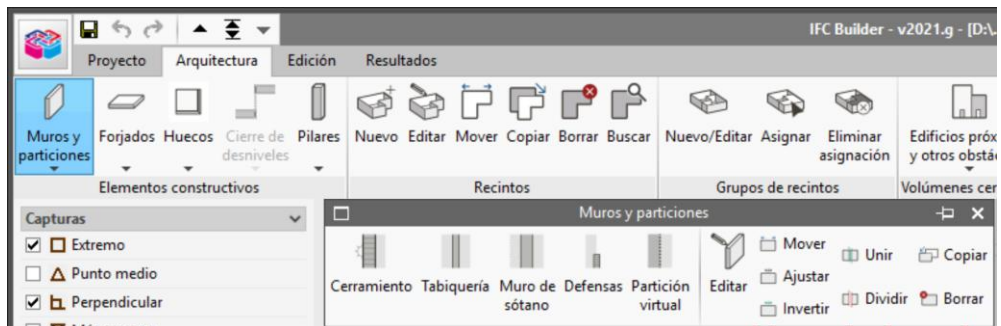 IFC Builder - v2021.g - [D:\.
Proyecto Arquitectura Edición Resultados
Muros y particiones Forjados Huecos Cierre de desniveles Pilares Nuevo Editar Mover Copiar Borrar Buscar Nuevo/Editar Asignar Eliminar asignación Edificios próx y otros obstá
Elementos constructivos Recintos Grupos de recintos Volúmenes cer
Capturas Muros y particiones
Extremo
Punto medio
Perpendicular
Cerramiento Tabiquería Muro de sótano Defensas Partición virtual Editar
Mover Unir Copiar
Ajustar
Invertir Dividir Borrar